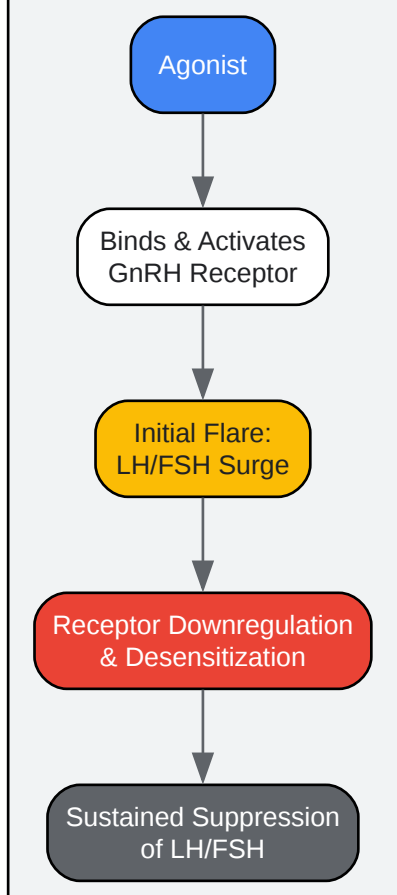 Agonist
Binds & Activates
GnRH Receptor
Initial Flare:
LH/FSH Surge
Receptor Downregulation
& Desensitization
Sustained Suppression
of LH/FSH